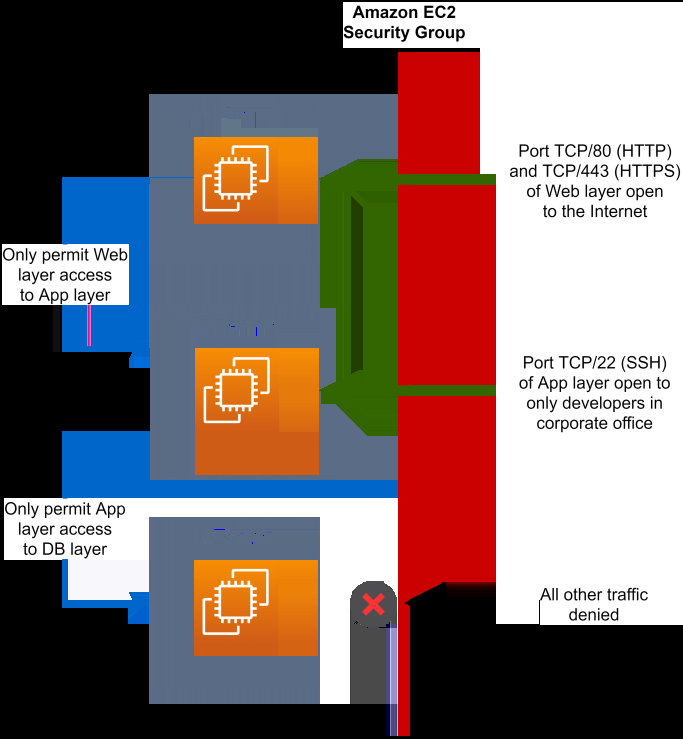 Amazon EC2
Security Group
Port TCP/80 (HTTP)
and TCP/443 (HTTPS)
of Web layer open
to the Internet
Only permit Web
layer access
to App layer
Port TCP/22 (SSH)
of App layer open to
only developers in
corporate office
Only permit App
layer access
to DB layer
All other traffic
denied